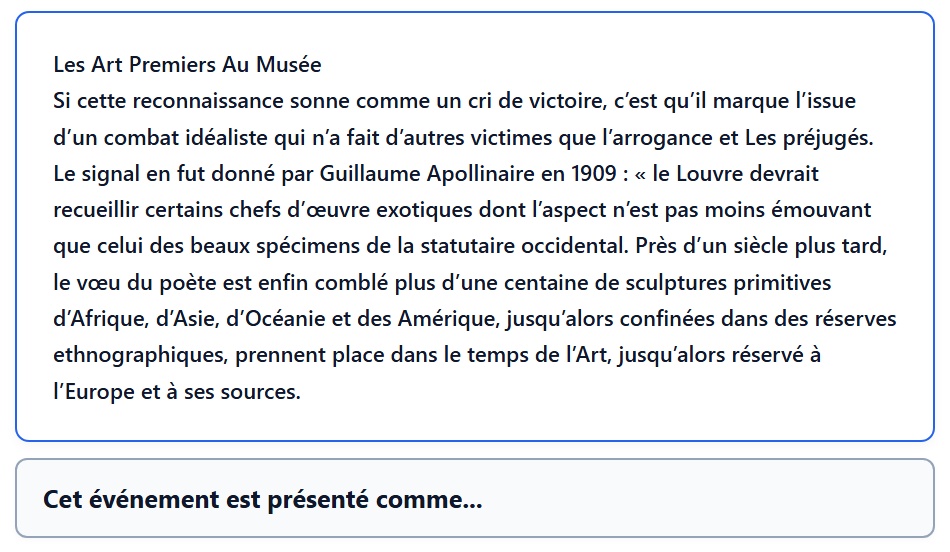 Les Art Premiers Au Musée
Si cette reconnaissance sonne comme un cri de victoire, c’est qu’il marque l’issue
d’un combat idéaliste qui n’a fait d’autres victimes que l’arrogance et Les préjugés.
Le signal en fut donné par Guillaume Apollinaire en 1909 : « le Louvre devrait
recueillir certains chefs d’œuvre exotiques dont l’aspect n’est pas moins émouvant
que celui des beaux spécimens de la statutaire occidental. Près d’un siècle plus tard,
le vœu du poète est enfin comblé plus d’une centaine de sculptures primitives
d’Afrique, d’Asie, d’Océanie et des Amérique, jusqu’alors confinées dans des réserves
ethnographiques, prennent place dans le temps de l’Art, jusqu’alors réservé à
l’Europe et à ses sources.
Cet événement est présenté comme...